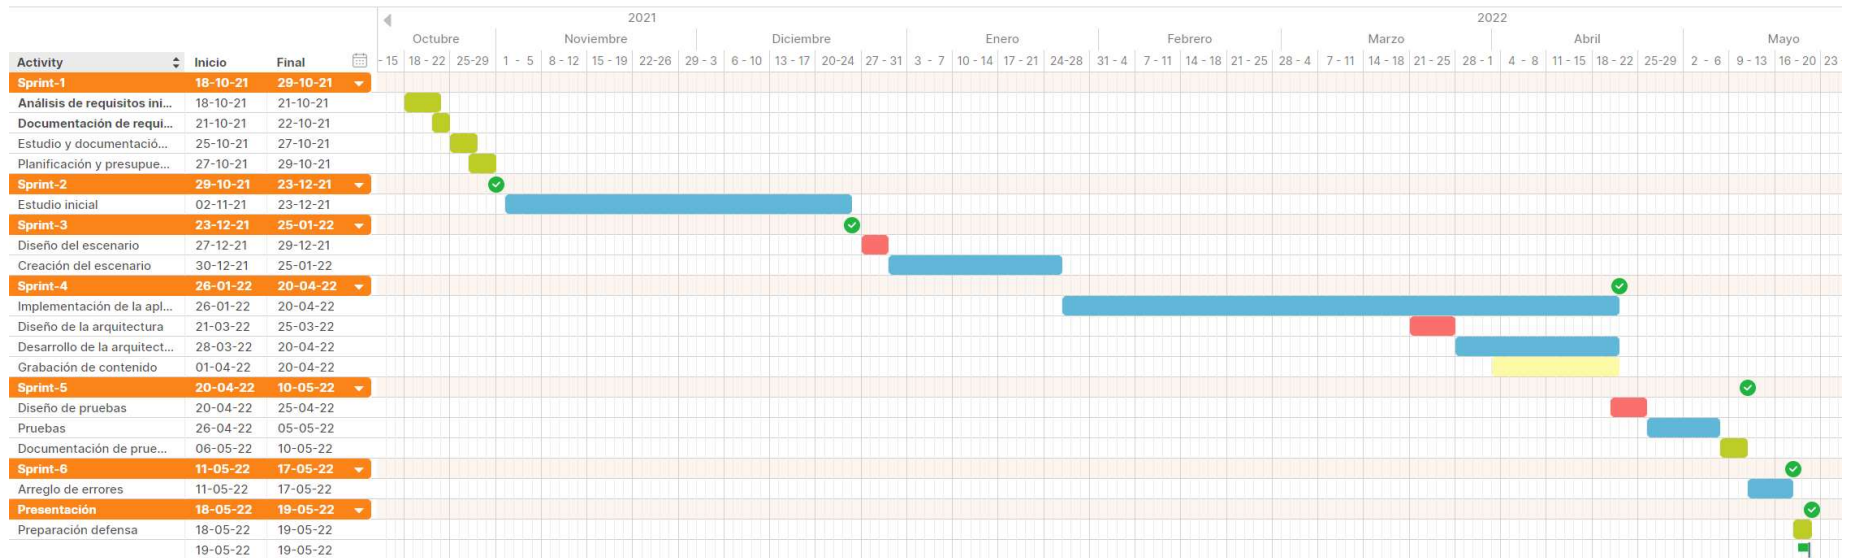 2021 2022
Octubre Noviembre Diciembre Enero Febrero Marzo Abril Mayo
Activity Inicio Final - 15 18 - 22 25-29 1 - 5 8 - 12 15 - 19 22-26 29 - 3 6 - 10 13 - 17 20-24 27 - 31 3 - 7 10 - 14 17 - 21 24-28 31 - 4 7 - 11 14 - 18 21 - 25 28 - 4 7 - 11 14 - 18 21 - 25 28 - 1 4 - 8 11 - 15 18 - 22 25-29 2 - 6 9 - 13 16 - 20 23
Sprint-1 18-10-21 29-10-21
Análisis de requisitos ini... 18-10-21 21-10-21
Documentación de requi... 21-10-21 22-10-21
Estudio y documentació... 25-10-21 27-10-21
Planificación y presupue... 27-10-21 29-10-21
Sprint-2 29-10-21 23-12-21
Estudio inicial 02-11-21 23-12-21
Sprint-3 23-12-21 25-01-22
Diseño del escenario 27-12-21 29-12-21
Creación del escenario 30-12-21 25-01-22
Sprint-4 26-01-22 20-04-22
Implementación de la apl... 26-01-22 20-04-22
Diseño de la arquitectura 21-03-22 25-03-22
Desarrollo de la arquitect... 28-03-22 20-04-22
Grabación de contenido 01-04-22 20-04-22
Sprint-5 20-04-22 10-05-22
Diseño de pruebas 20-04-22 25-04-22
Pruebas 26-04-22 05-05-22
Documentación de prue... 06-05-22 10-05-22
Sprint-6 11-05-22 17-05-22
Arreglo de errores 11-05-22 17-05-22
Presentación 18-05-22 19-05-22
Preparación defensa 18-05-22 19-05-22
19-05-22 19-05-22